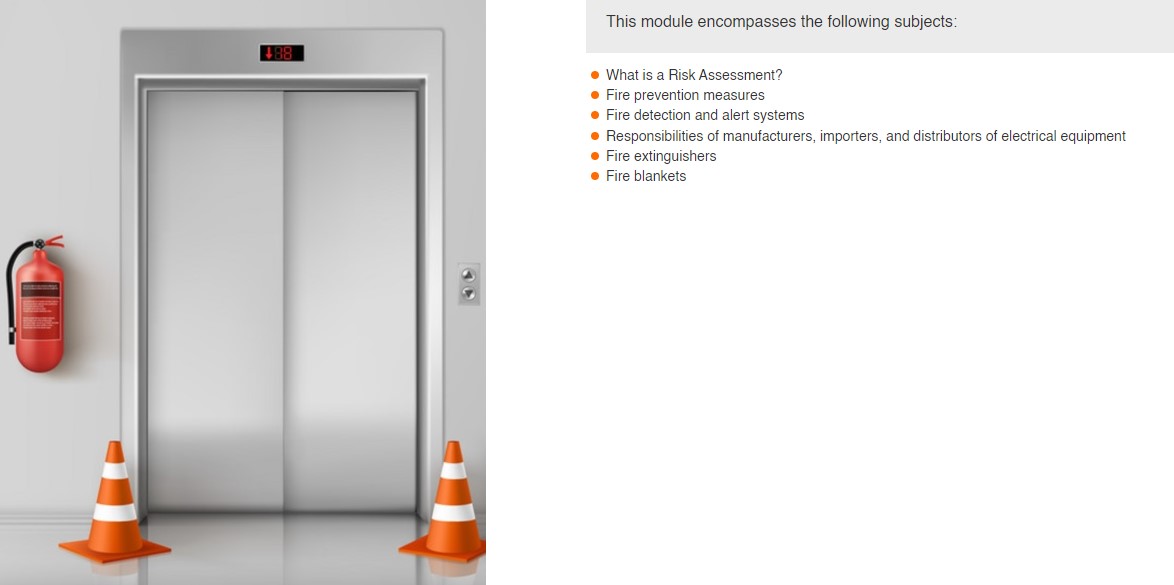 This module encompasses the following subjects:
What is a Risk Assessment?
Fire prevention measures
Fire detection and alert systems
Responsibilities of manufacturers, importers, and distributors of electrical equipment
Fire extinguishers
Fire blankets